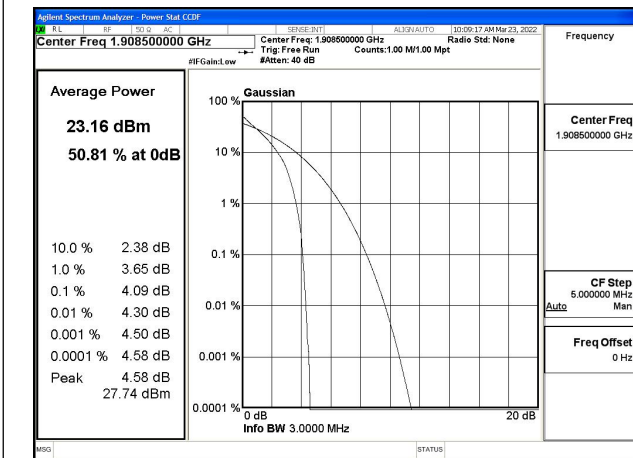 Agilent Spectrum Analyzer - Power Stat CCDF
RL RF 50 Ω AC SENSE:INT ALIGN AUTO 10:09:17 AM Mar 23, 2022
Center Freq 1.908500000 GHz
Center Freq: 1.908500000 GHz Radio Std: None
Trig: Free Run Counts:1.00 M/1.00 Mpt
#IFGain:Low #Atten: 40 dB
Frequency
Average Power
23.16 dBm
50.81 % at 0dB
10.0 % 2.38 dB
1.0 % 3.65 dB
0.1 % 4.09 dB
0.01 % 4.30 dB
0.001 % 4.50 dB
0.0001 % 4.58 dB
Peak 4.58 dB
27.74 dBm
Gaussian
100 %
10 %
1 %
0.1 %
0.01 %
0.001 %
0.0001 %
0 dB 20 dB
Info BW 3.0000 MHz
Center Freq
1.908500000 GHz
CF Step
5.000000 MHz
Auto Man
Freq Offset
0 Hz
MSG STATUS